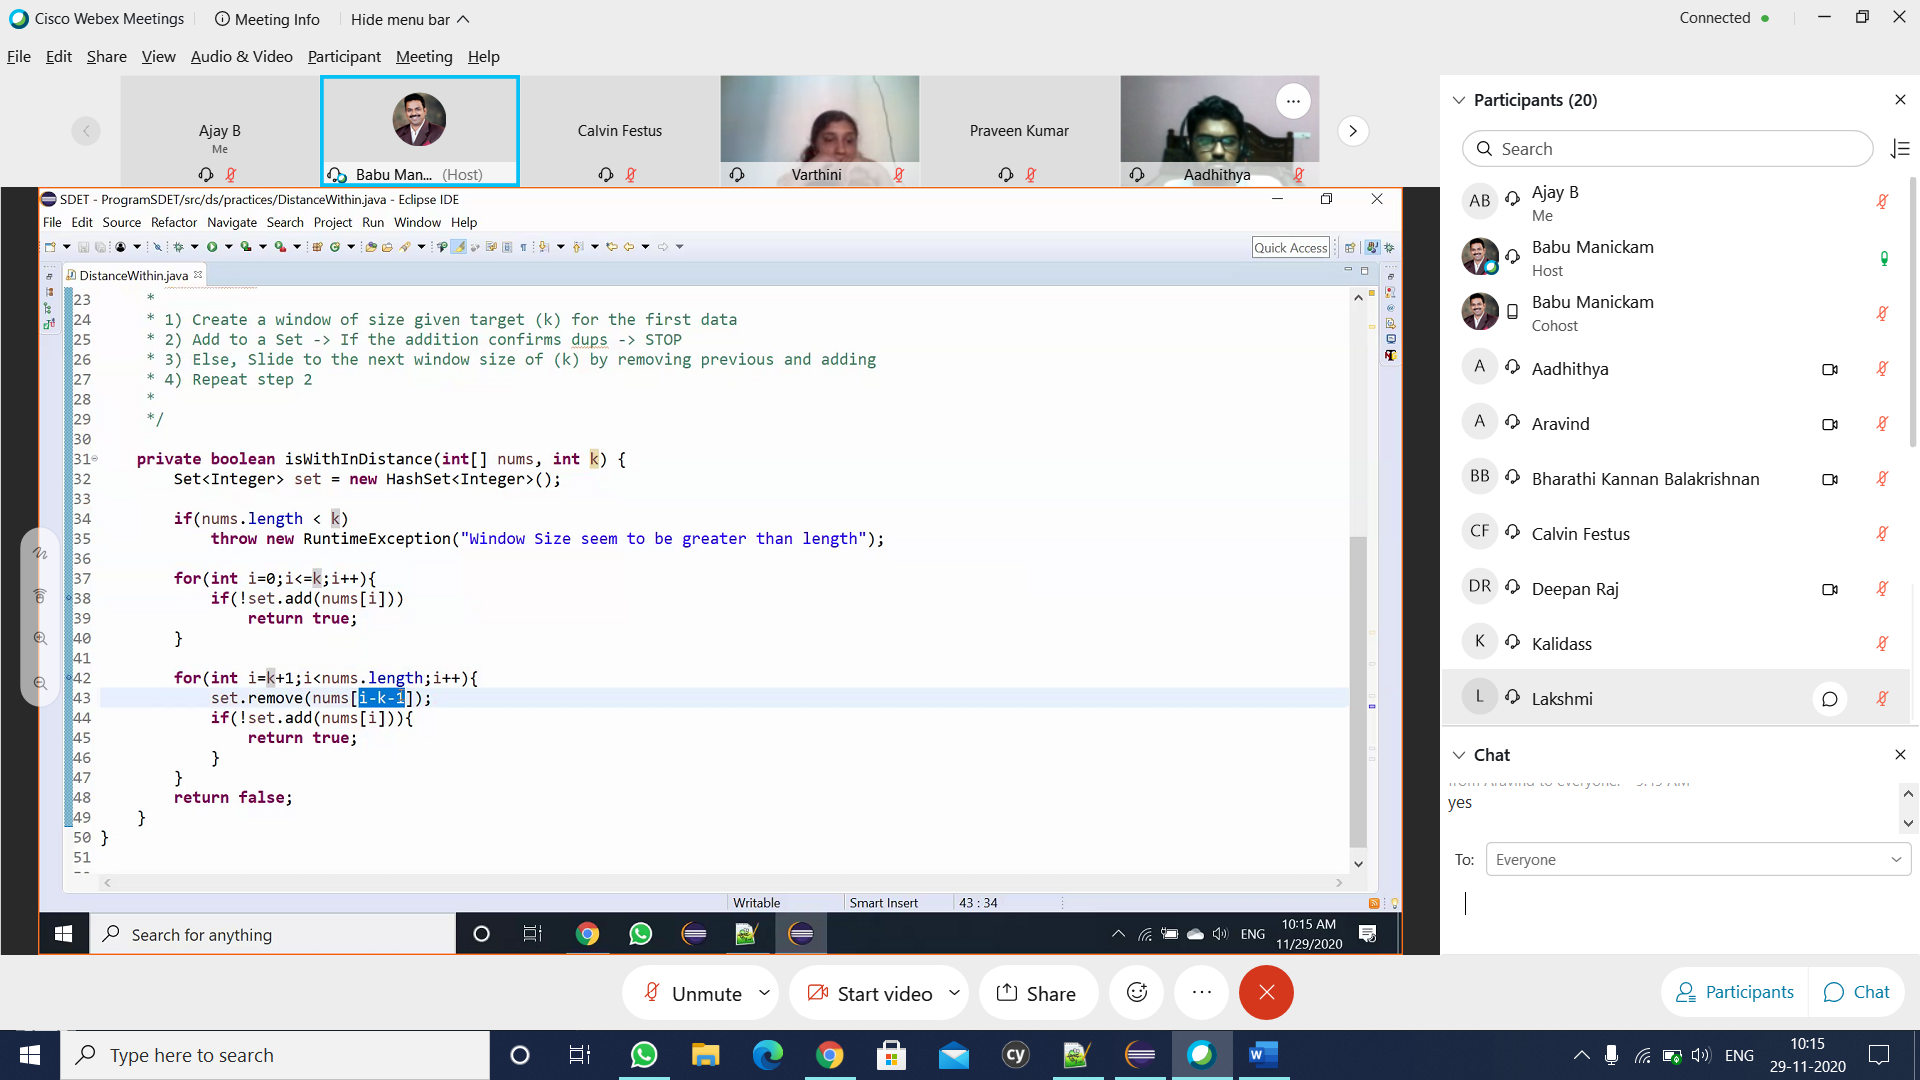 Cisco Webex Meetings
Meeting Info
Hide menu bar
Connected
File Edit Share View Audio & Video Participant Meeting Help
Ajay B
Me
Babu Man... (Host)
Calvin Festus
Varthini
Praveen Kumar
Aadhithya
SDET - ProgramSDET/src/ds/practices/DistanceWithin.java - Eclipse IDE
File Edit Source Refactor Navigate Search Project Run Window Help
Quick Access
DistanceWithin.java
23 *
24 * 1) Create a window of size given target (k) for the first data
25 * 2) Add to a Set -> If the addition confirms dups -> STOP
26 * 3) Else, Slide to the next window size of (k) by removing previous and adding
27 * 4) Repeat step 2
28 *
29 */
30
31 private boolean isWithInDistance(int[] nums, int k) {
32 Set<Integer> set = new HashSet<Integer>();
33
34 if(nums.length < k)
35 throw new RuntimeException("Window Size seem to be greater than length");
36
37 for(int i=0;i<=k;i++){
38 if(!set.add(nums[i]))
39 return true;
40 }
41
42 for(int i=k+1;i<nums.length;i++){
43 set.remove(nums[i-k-1]);
44 if(!set.add(nums[i])){
45 return true;
46 }
47 }
48 return false;
49 }
50 }
51
Writable Smart Insert 43 : 34
Search for anything
ENG
10:15 AM
11/29/2020
Participants (20)
Search
AB Ajay B
Me
Babu Manickam
Host
Babu Manickam
Cohost
A Aadhithya
A Aravind
BB Bharathi Kannan Balakrishnan
CF Calvin Festus
DR Deepan Raj
K Kalidass
L Lakshmi
Chat
yes
To: Everyone
Unmute
Start video
Share
Participants
Chat
Type here to search
cy
ENG
10:15
29-11-2020